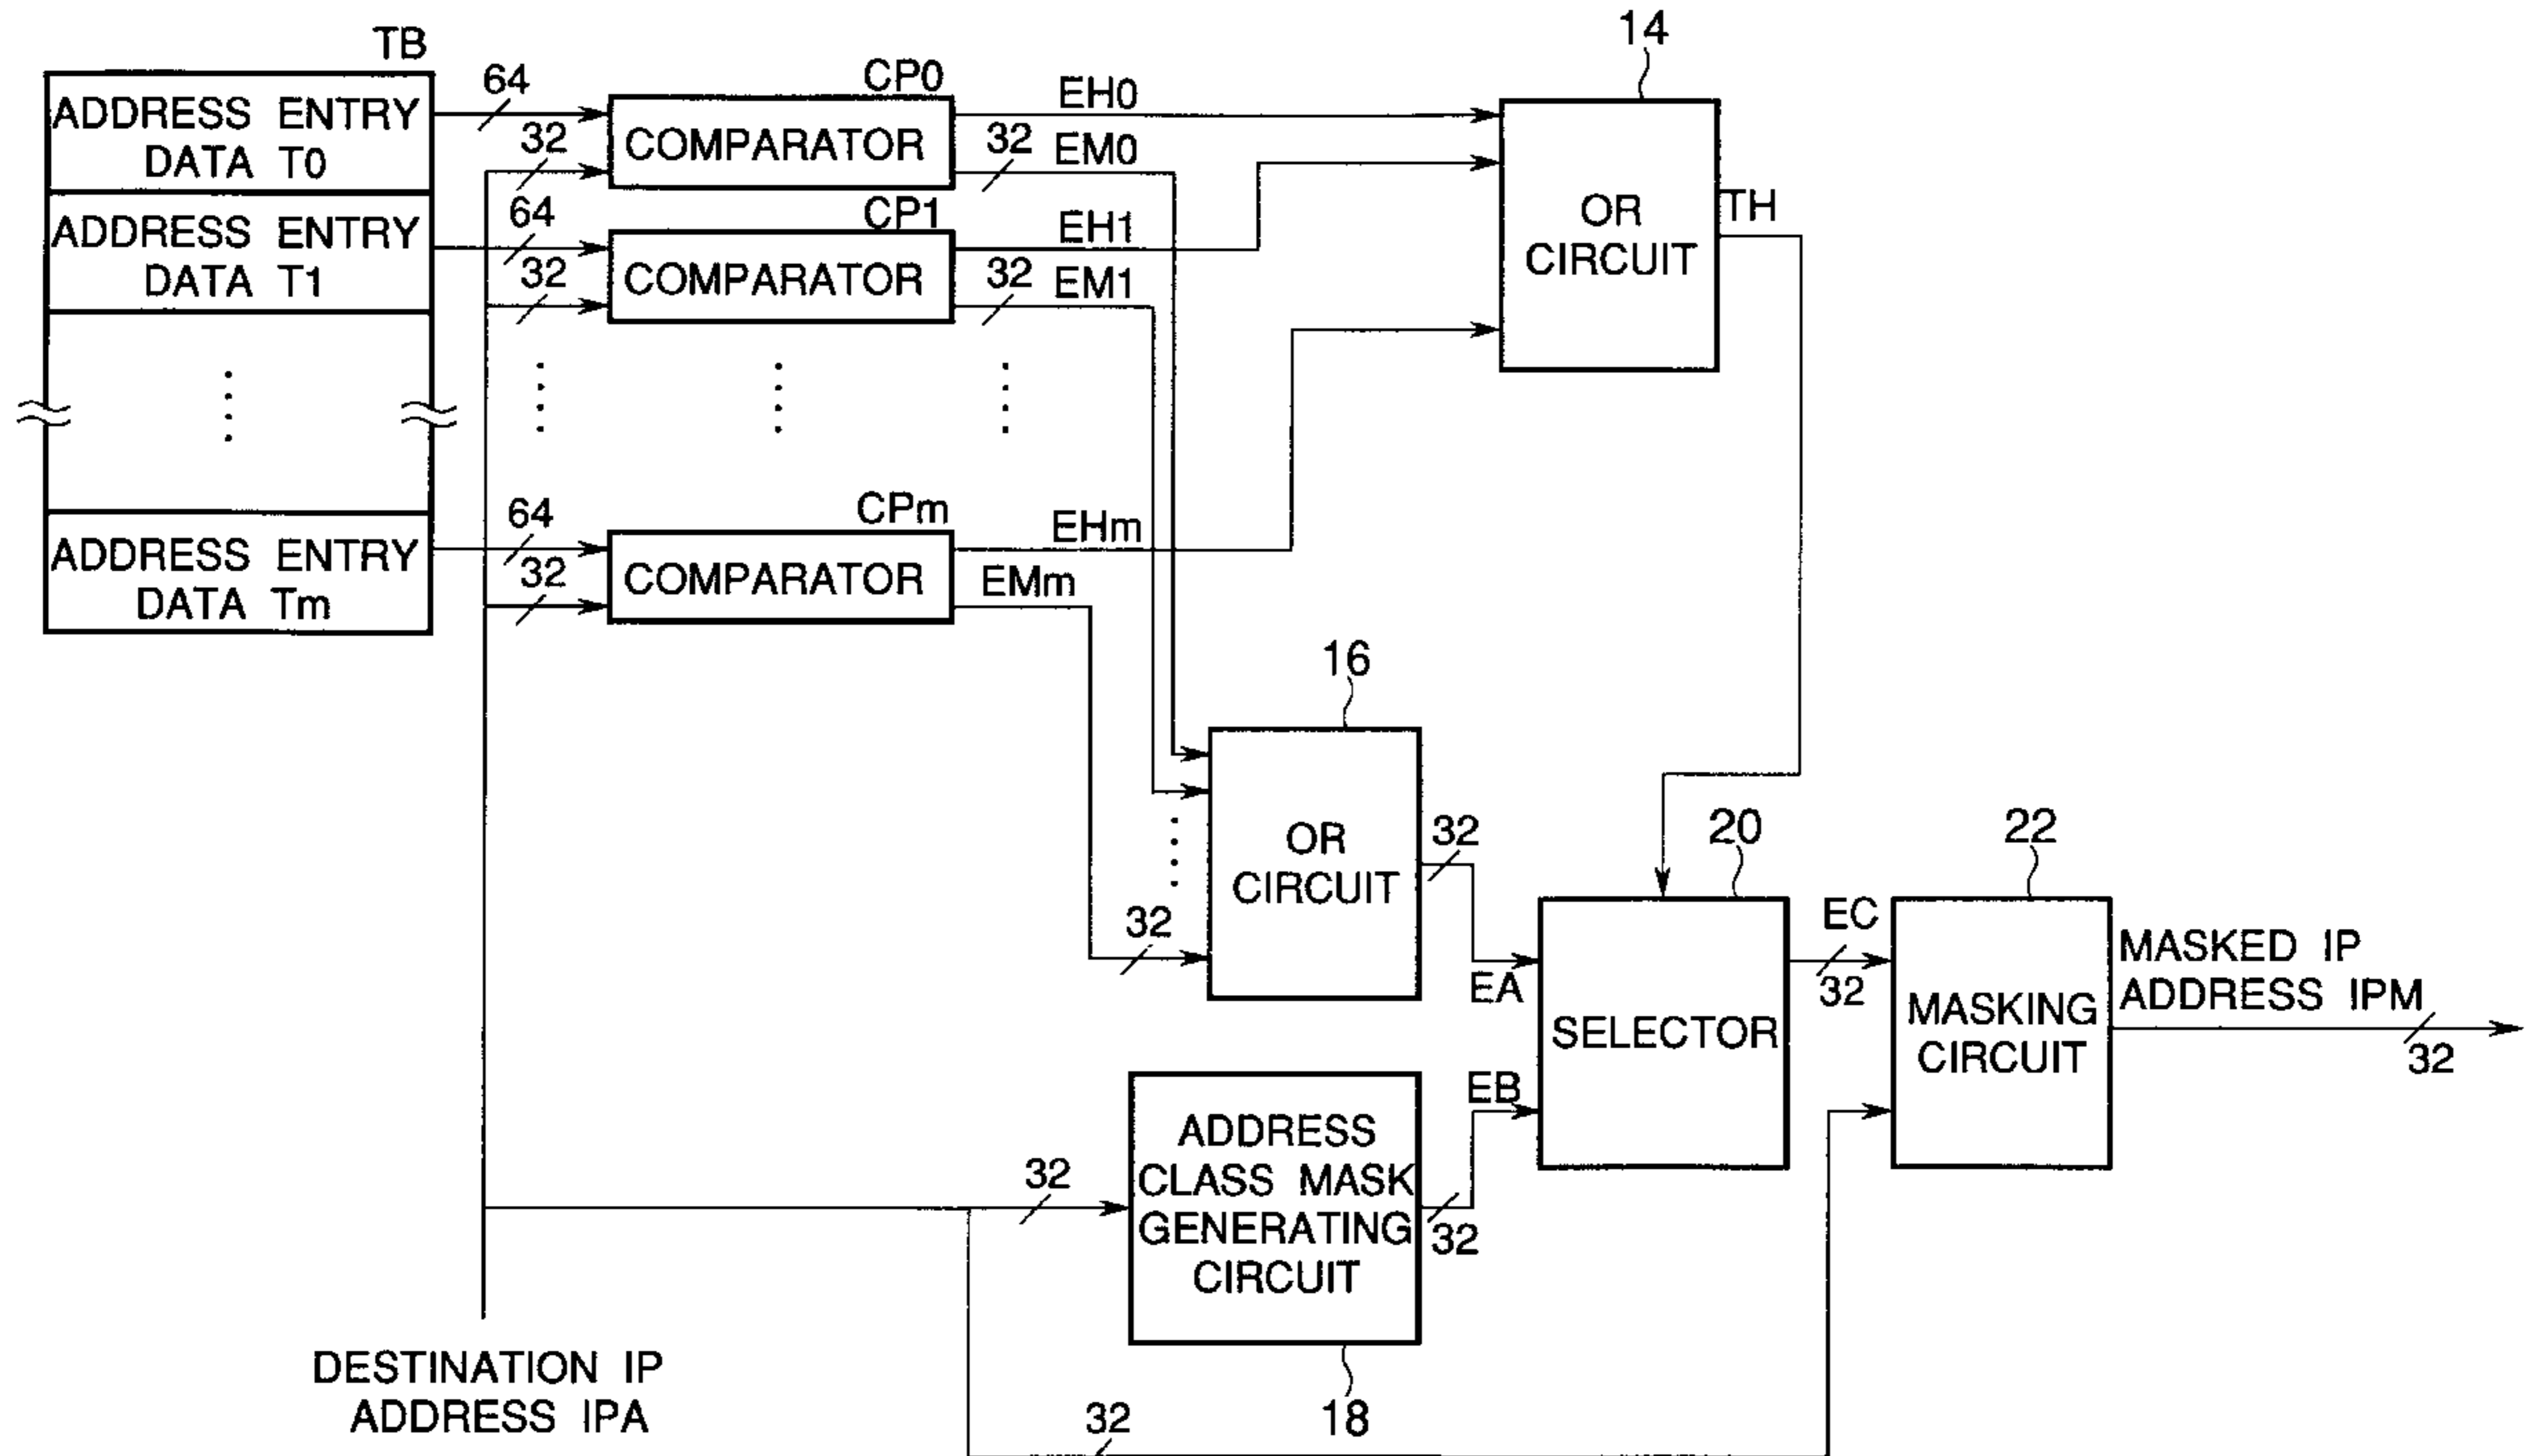 TB
ADDRESS ENTRY
DATA T0
ADDRESS ENTRY
DATA T1
ADDRESS ENTRY
DATA Tm
64
32
CP0
COMPARATOR
EH0
32
EM0
64
32
CP1
COMPARATOR
EH1
32
EM1
64
32
CPm
COMPARATOR
EHm
EMm
14
OR
CIRCUIT
TH
16
OR
CIRCUIT
32
32
EA
20
SELECTOR
EC
32
22
MASKING
CIRCUIT
MASKED IP
ADDRESS IPM
32
EB
32
ADDRESS
CLASS MASK
GENERATING
CIRCUIT
32
18
DESTINATION IP
ADDRESS IPA
32